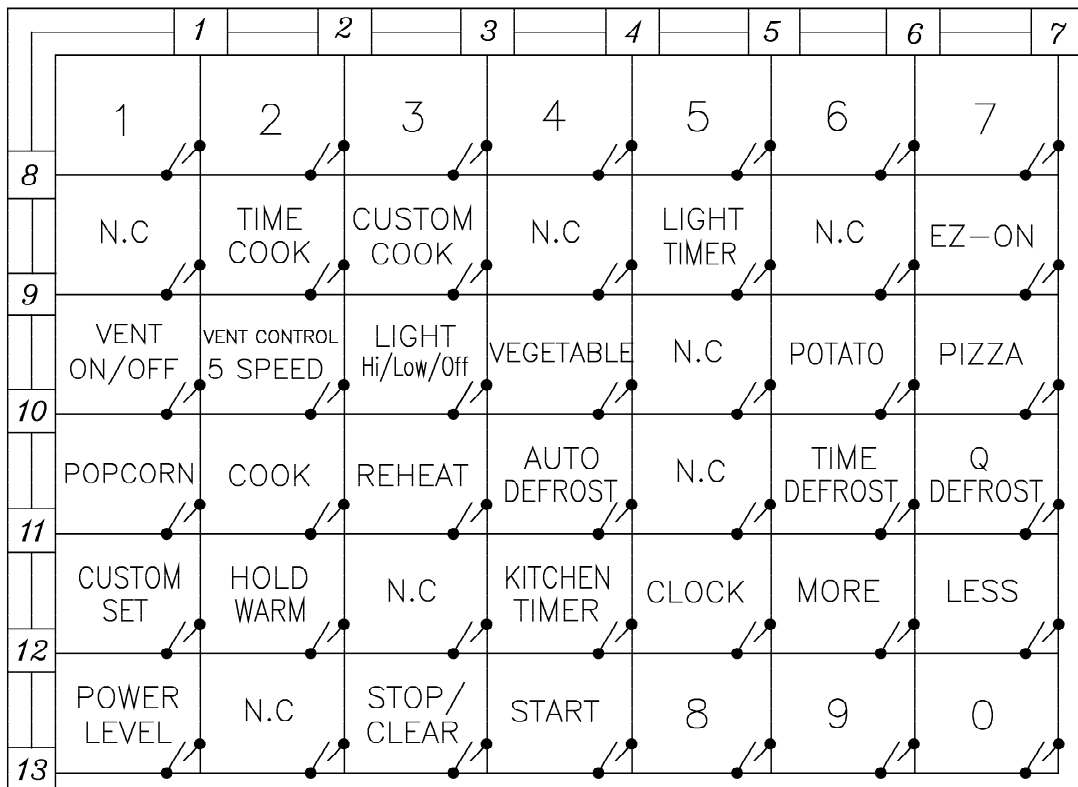 1 2 3 4 5 6 7
1 2 3 4 5 6 7
8
N.C TIME COOK CUSTOM COOK N.C LIGHT TIMER N.C EZ-ON
9
VENT ON/OFF VENT CONTROL 5 SPEED LIGHT Hi/Low/Off VEGETABLE N.C POTATO PIZZA
10
POPCORN COOK REHEAT AUTO DEFROST N.C TIME DEFROST Q DEFROST
11
CUSTOM SET HOLD WARM N.C KITCHEN TIMER CLOCK MORE LESS
12
POWER LEVEL N.C STOP/ CLEAR START 8 9 0
13